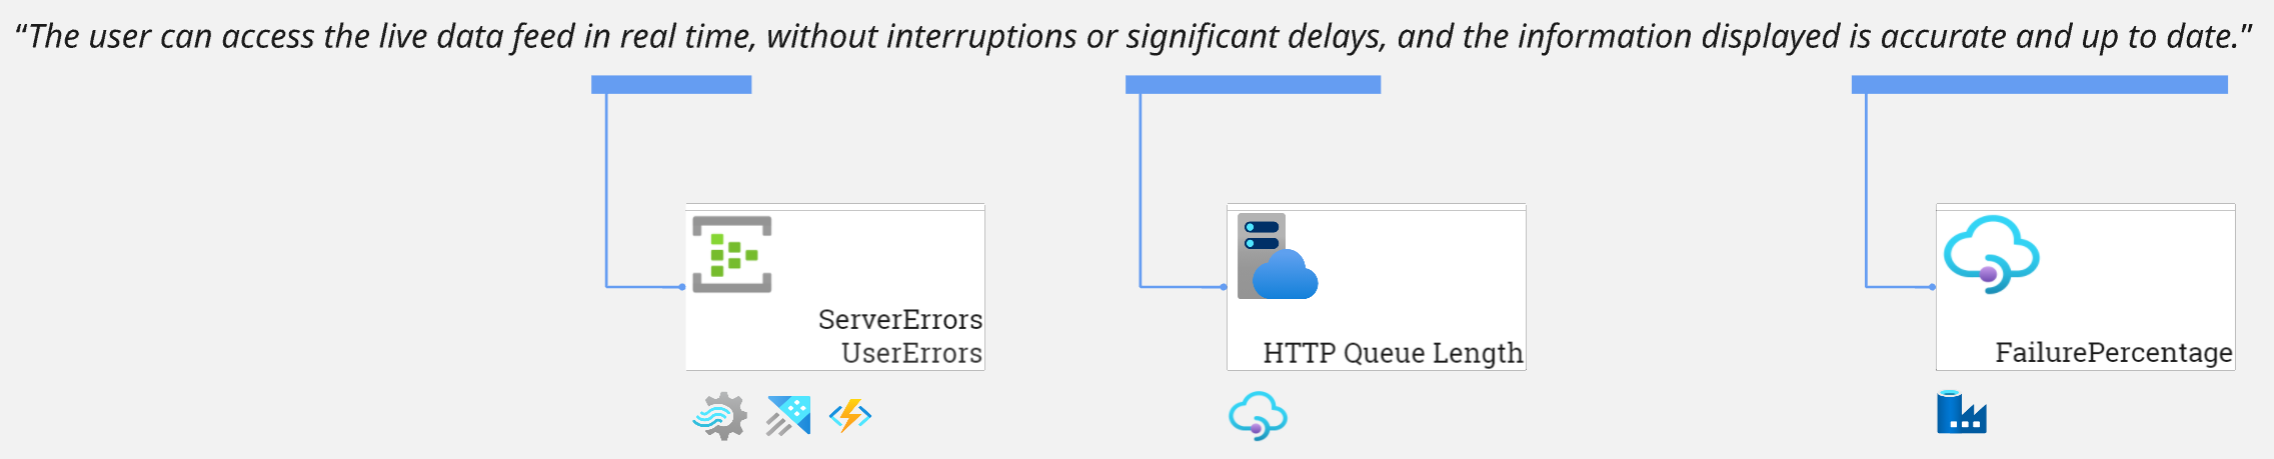 “The user can access the live data feed in real time, without interruptions or significant delays, and the information displayed is accurate and up to date.”
ServerErrors
UserErrors
HTTP Queue Length
FailurePercentage